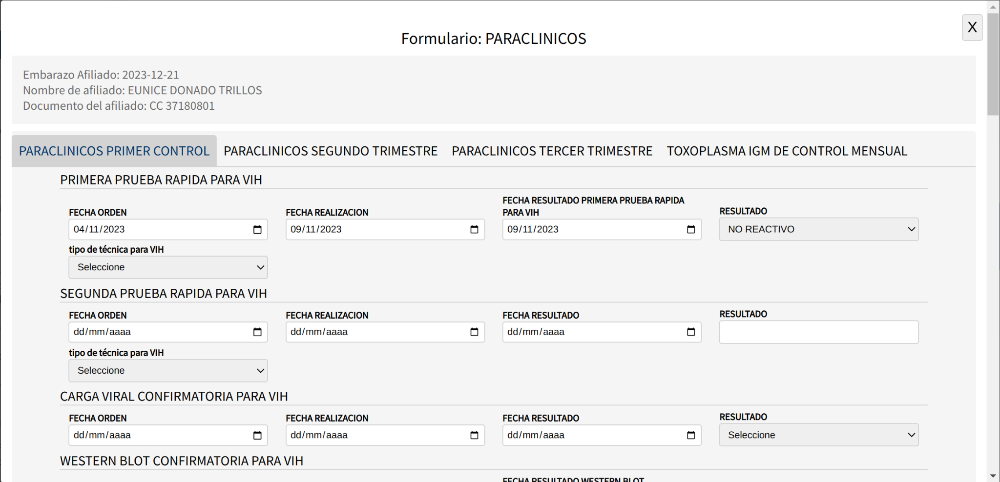 X
Formulario: PARACLINICOS
Embarazo Afiliado: 2023-12-21
Nombre de afiliado: EUNICE DONADO TRILLOS
Documento del afiliado: CC 37180801
PARACLINICOS PRIMER CONTROL PARACLINICOS SEGUNDO TRIMESTRE PARACLINICOS TERCER TRIMESTRE TOXOPLASMA IGM DE CONTROL MENSUAL
PRIMERA PRUEBA RAPIDA PARA VIH
FECHA ORDEN FECHA REALIZACION FECHA RESULTADO PRIMERA PRUEBA RAPIDA PARA VIH RESULTADO
04/11/2023 09/11/2023 09/11/2023 NO REACTIVO
tipo de técnica para VIH
Seleccione
SEGUNDA PRUEBA RAPIDA PARA VIH
FECHA ORDEN FECHA REALIZACION FECHA RESULTADO RESULTADO
dd/mm/aaaa dd/mm/aaaa dd/mm/aaaa
tipo de técnica para VIH
Seleccione
CARGA VIRAL CONFIRMATORIA PARA VIH
FECHA ORDEN FECHA REALIZACION FECHA RESULTADO RESULTADO
dd/mm/aaaa dd/mm/aaaa dd/mm/aaaa Seleccione
WESTERN BLOT CONFIRMATORIA PARA VIH
FECHA RESULTADO WESTERN BLOT